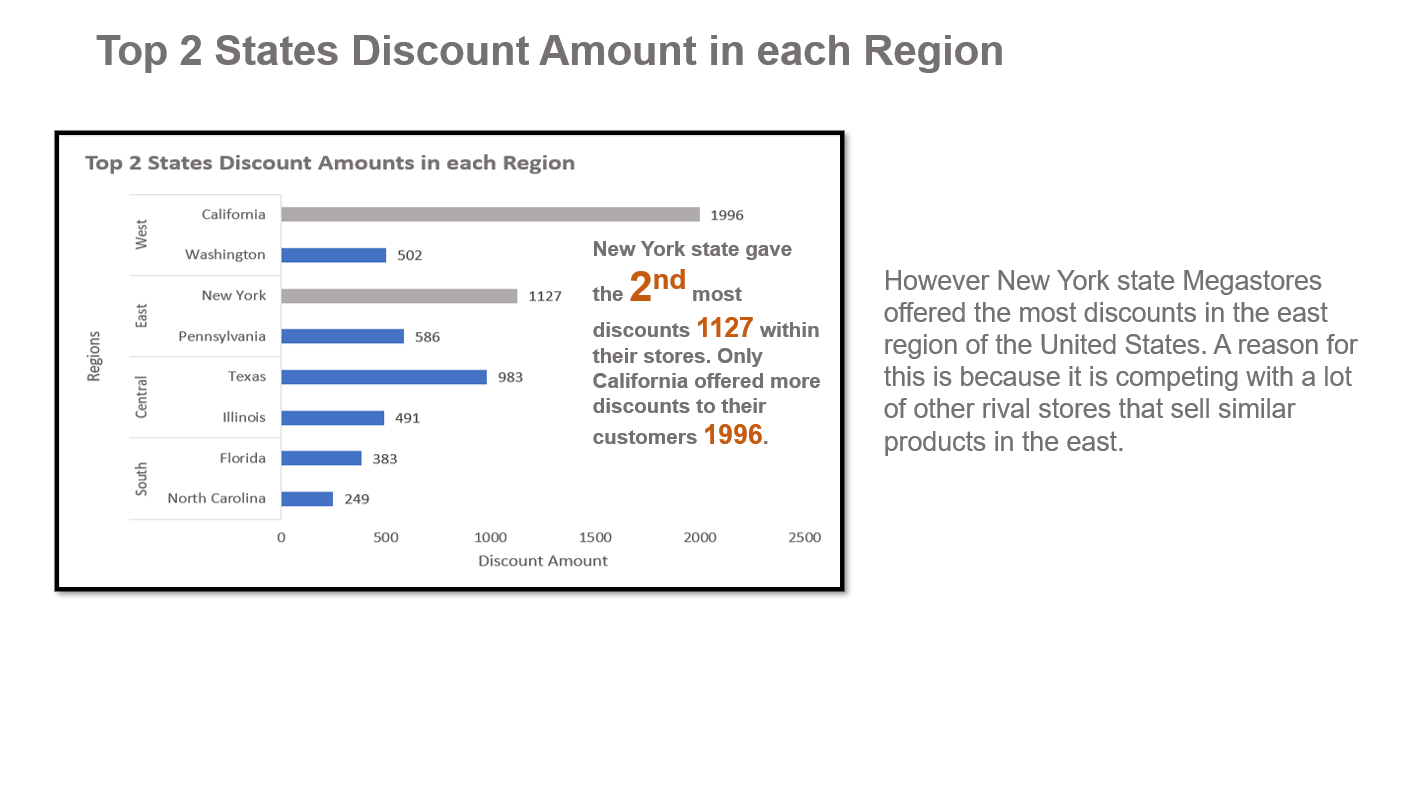 Top 2 States Discount Amount in each Region
Top 2 States Discount Amounts in each Region
Regions
West
California
1996
Washington
502
East
New York
1127
Pennsylvania
586
Central
Texas
983
Illinois
491
South
Florida
383
North Carolina
249
0 500 1000 1500 2000 2500
Discount Amount
New York state gave
the 2nd most
discounts 1127 within
their stores. Only
California offered more
discounts to their
customers 1996.
However New York state Megastores
offered the most discounts in the east
region of the United States. A reason for
this is because it is competing with a lot
of other rival stores that sell similar
products in the east.